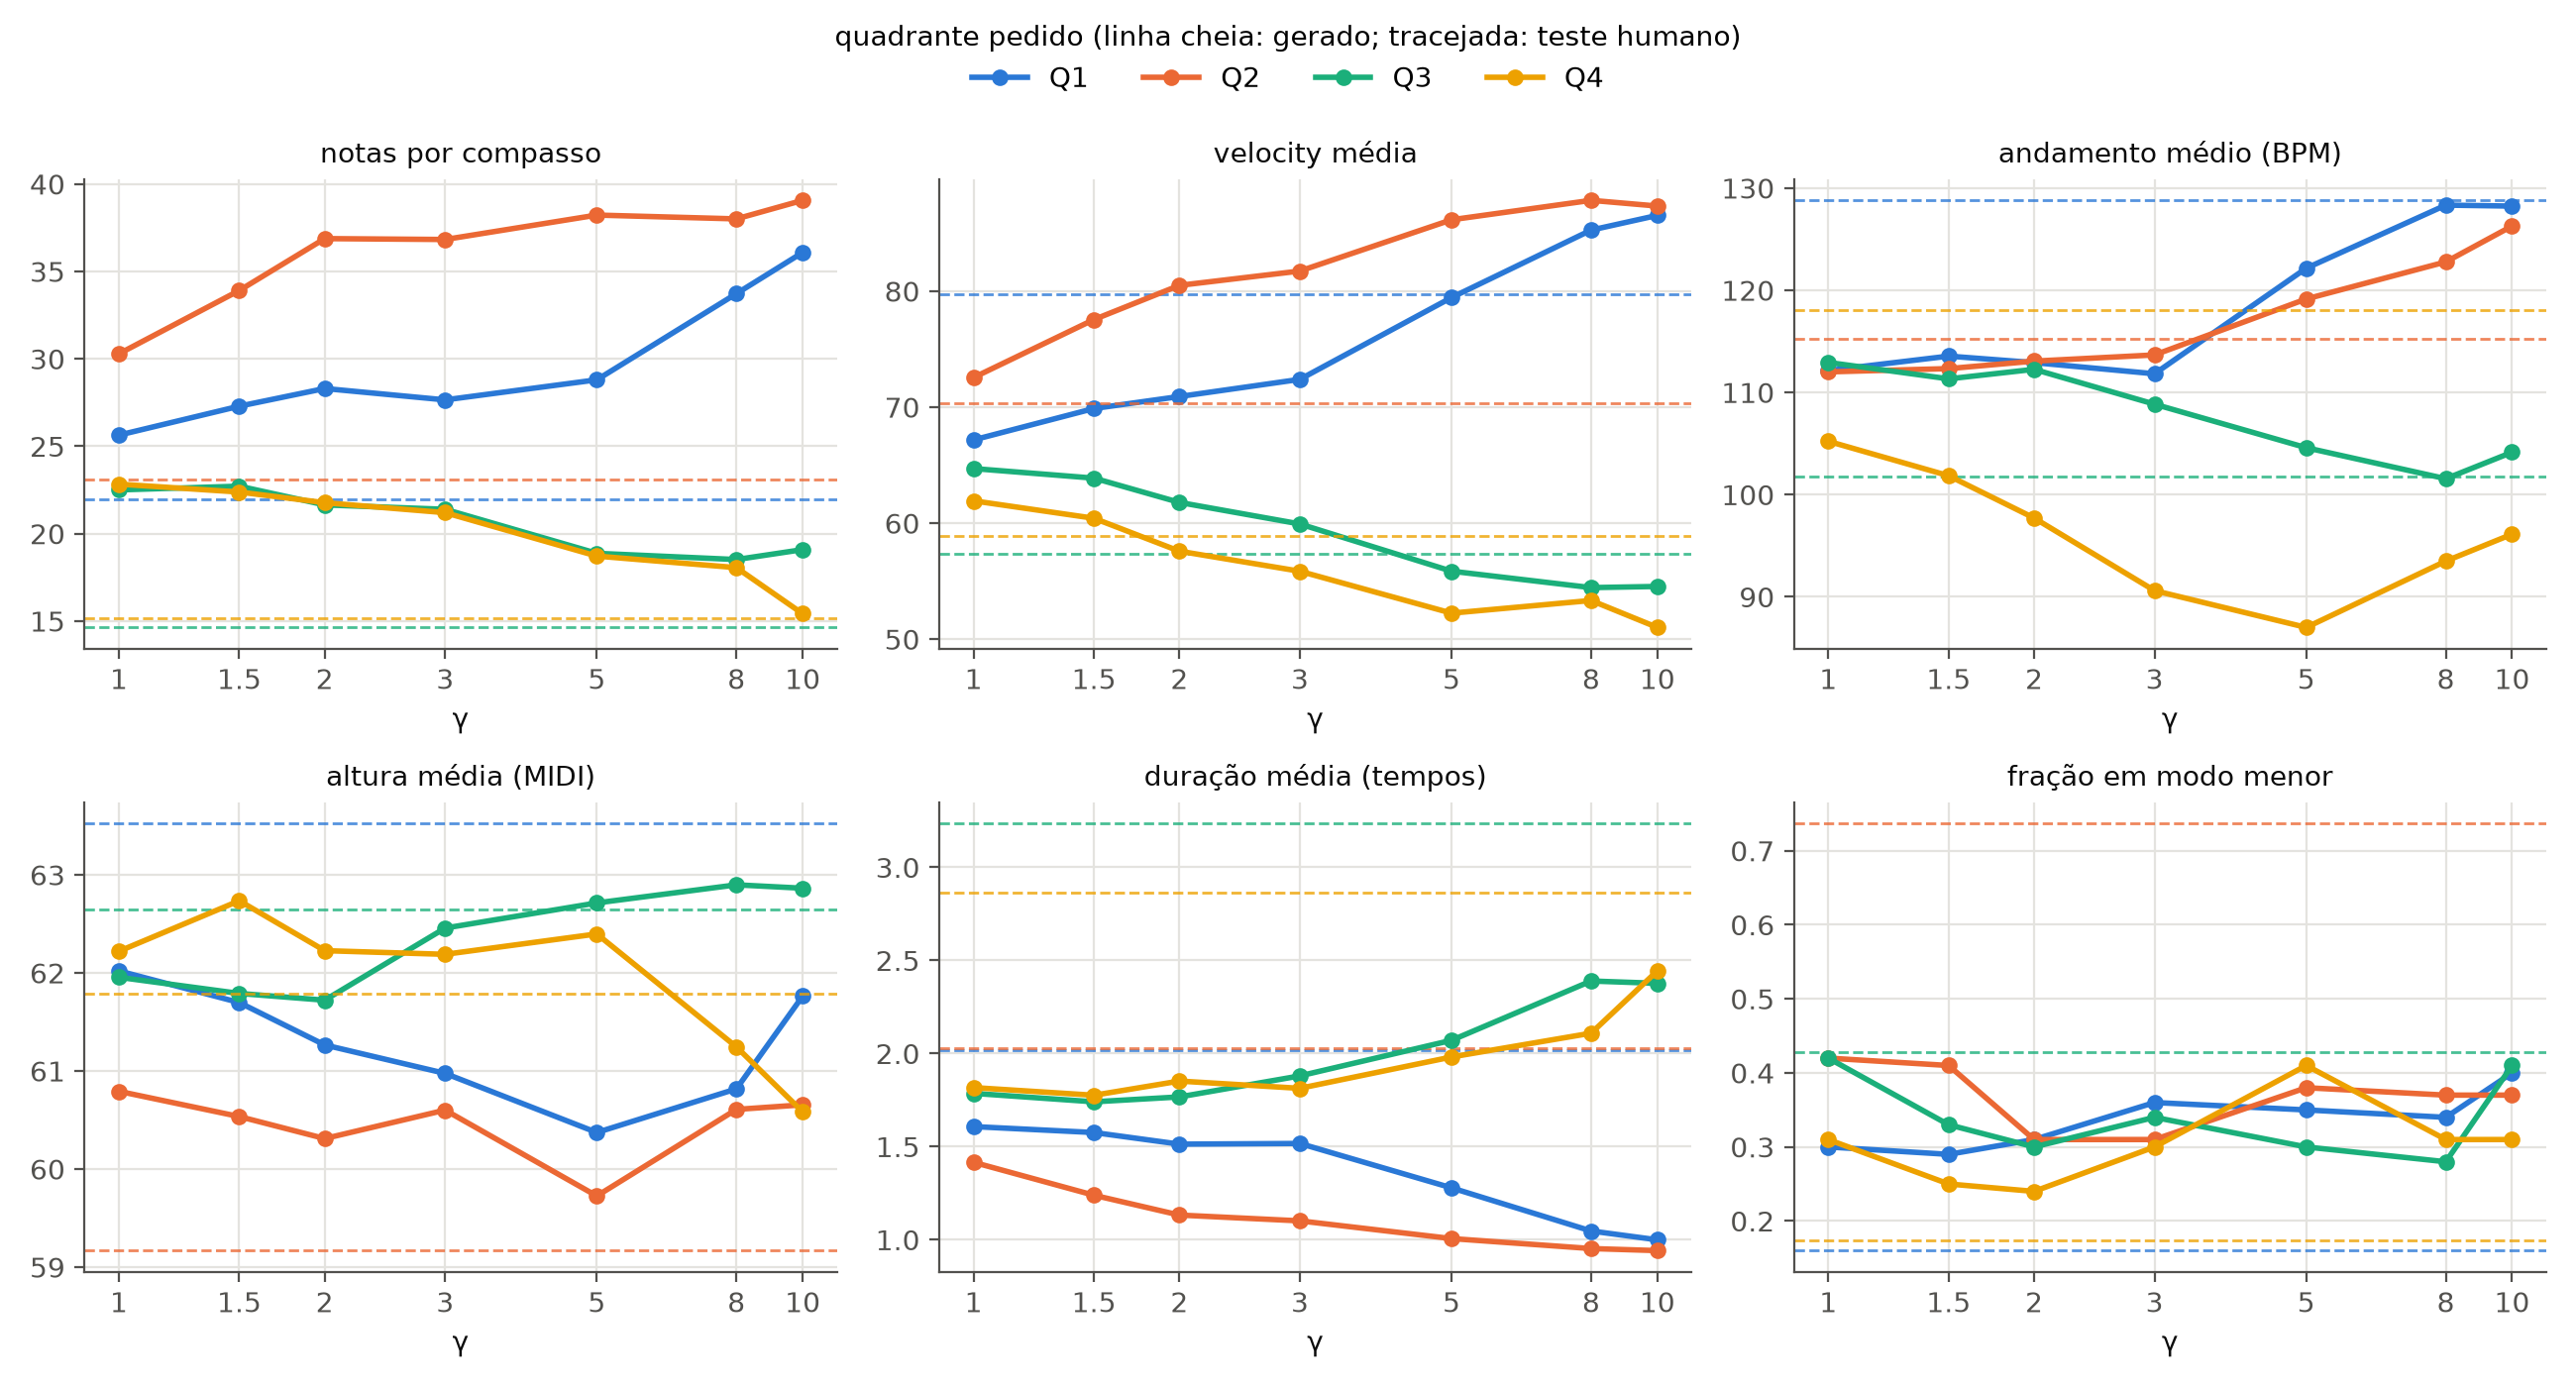 quadrante pedido (linha cheia: gerado; tracejada: teste humano)
Q1 Q2 Q3 Q4
notas por compasso
40
35
30
25
20
15
1 1.5 2 3 5 8 10
γ
velocity média
80
70
60
50
1 1.5 2 3 5 8 10
γ
andamento médio (BPM)
130
120
110
100
90
1 1.5 2 3 5 8 10
γ
altura média (MIDI)
63
62
61
60
59
1 1.5 2 3 5 8 10
γ
duração média (tempos)
3.0
2.5
2.0
1.5
1.0
1 1.5 2 3 5 8 10
γ
fração em modo menor
0.7
0.6
0.5
0.4
0.3
0.2
1 1.5 2 3 5 8 10
γ